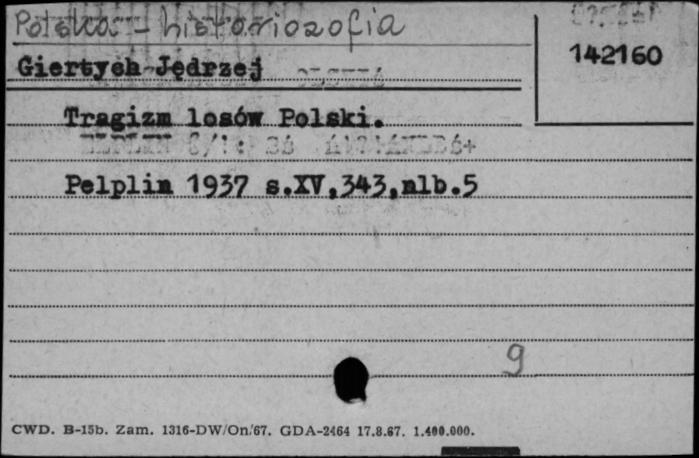 Polska - historiozofia
142160
Giertych Jędrzej
Tragizm losów Polski.
Pelplin 1937 s.XV,343,nlb.5
9
CWD. B-15b. Zam. 1316-DW/On/67. GDA-2464 17.8.67. 1.400.000.